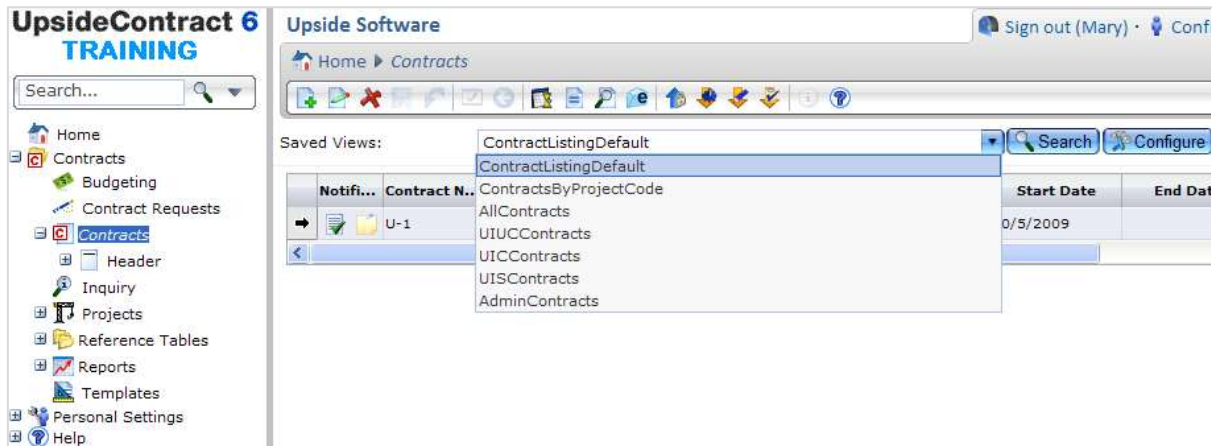 UpsideContract 6
TRAINING
Search...
Home
Contracts
Budgeting
Contract Requests
Contracts
Header
Inquiry
Projects
Reference Tables
Reports
Templates
Personal Settings
Help
Upside Software
Sign out (Mary) · Confi
Home Contracts
Saved Views: ContractListingDefault Search Configure
ContractListingDefault
ContractsByProjectCode
AllContracts
UIUCContracts
UICContracts
UISContracts
AdminContracts
Notifi... Contract N... Start Date End Dat
U-1 0/5/2009